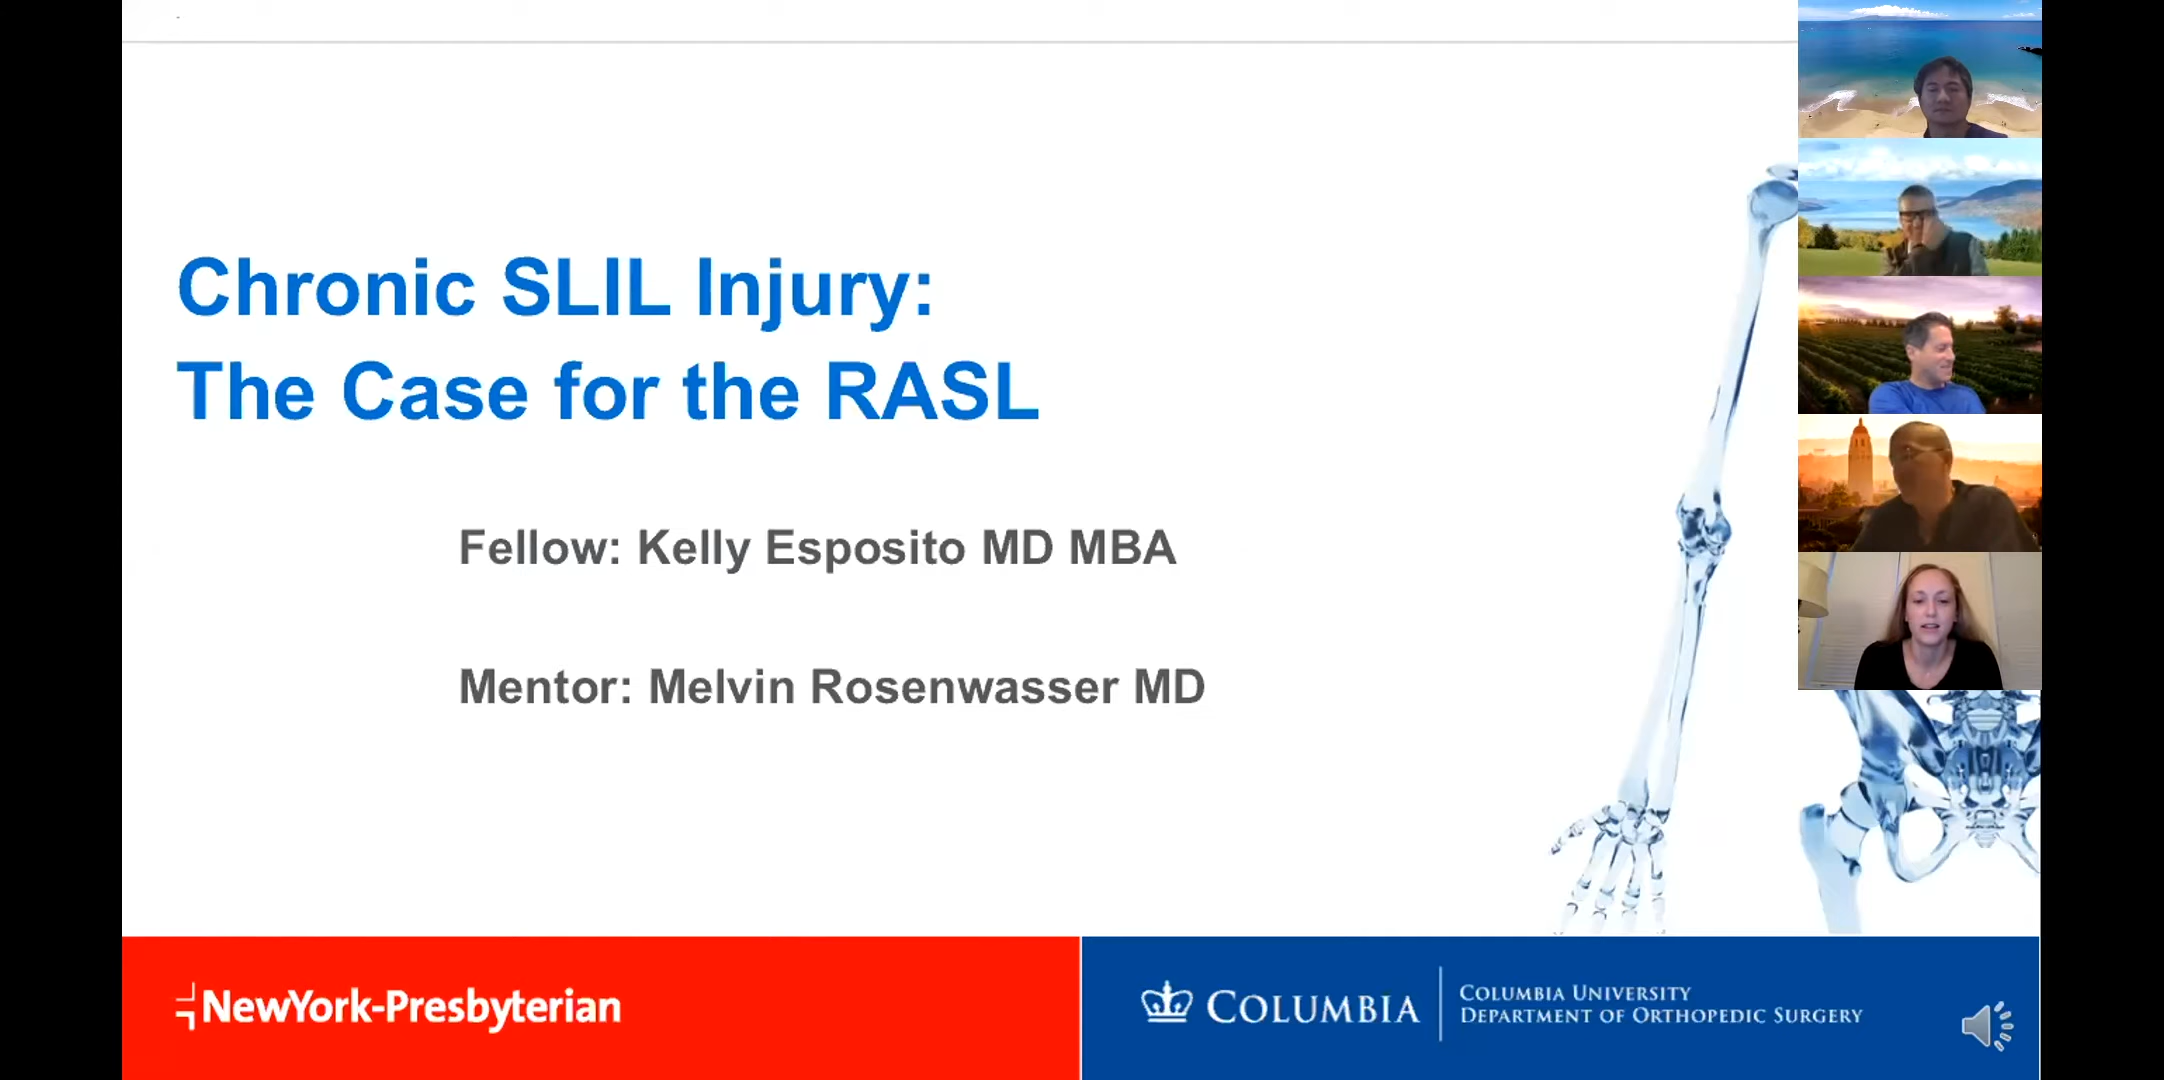 Chronic SLIL Injury:
The Case for the RASL
Fellow: Kelly Esposito MD MBA
Mentor: Melvin Rosenwasser MD
NewYork-Presbyterian
COLUMBIA
COLUMBIA UNIVERSITY
DEPARTMENT OF ORTHOPEDIC SURGERY